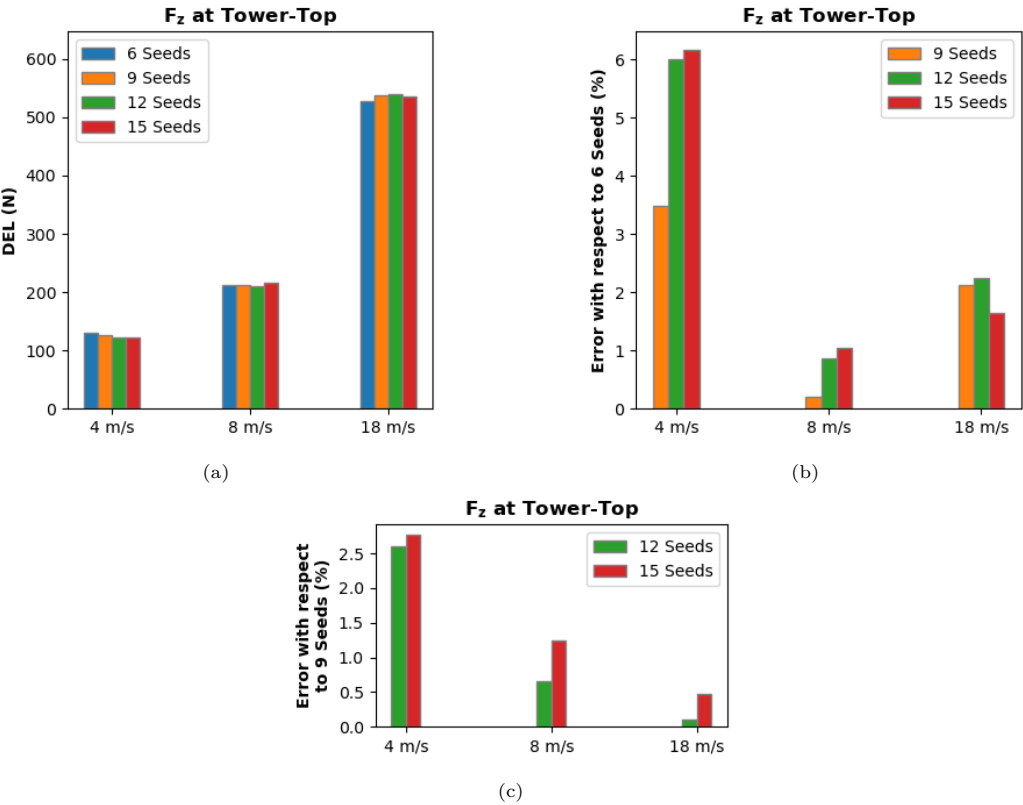 F_z at Tower-Top
DEL (N)
600
500
400
300
200
100
0
6 Seeds
9 Seeds
12 Seeds
15 Seeds
4 m/s
8 m/s
18 m/s
(a)
F_z at Tower-Top
Error with respect to 6 Seeds (%)
6
5
4
3
2
1
0
9 Seeds
12 Seeds
15 Seeds
4 m/s
8 m/s
18 m/s
(b)
F_z at Tower-Top
Error with respect
to 9 Seeds (%)
2.5
2.0
1.5
1.0
0.5
0.0
12 Seeds
15 Seeds
4 m/s
8 m/s
18 m/s
(c)